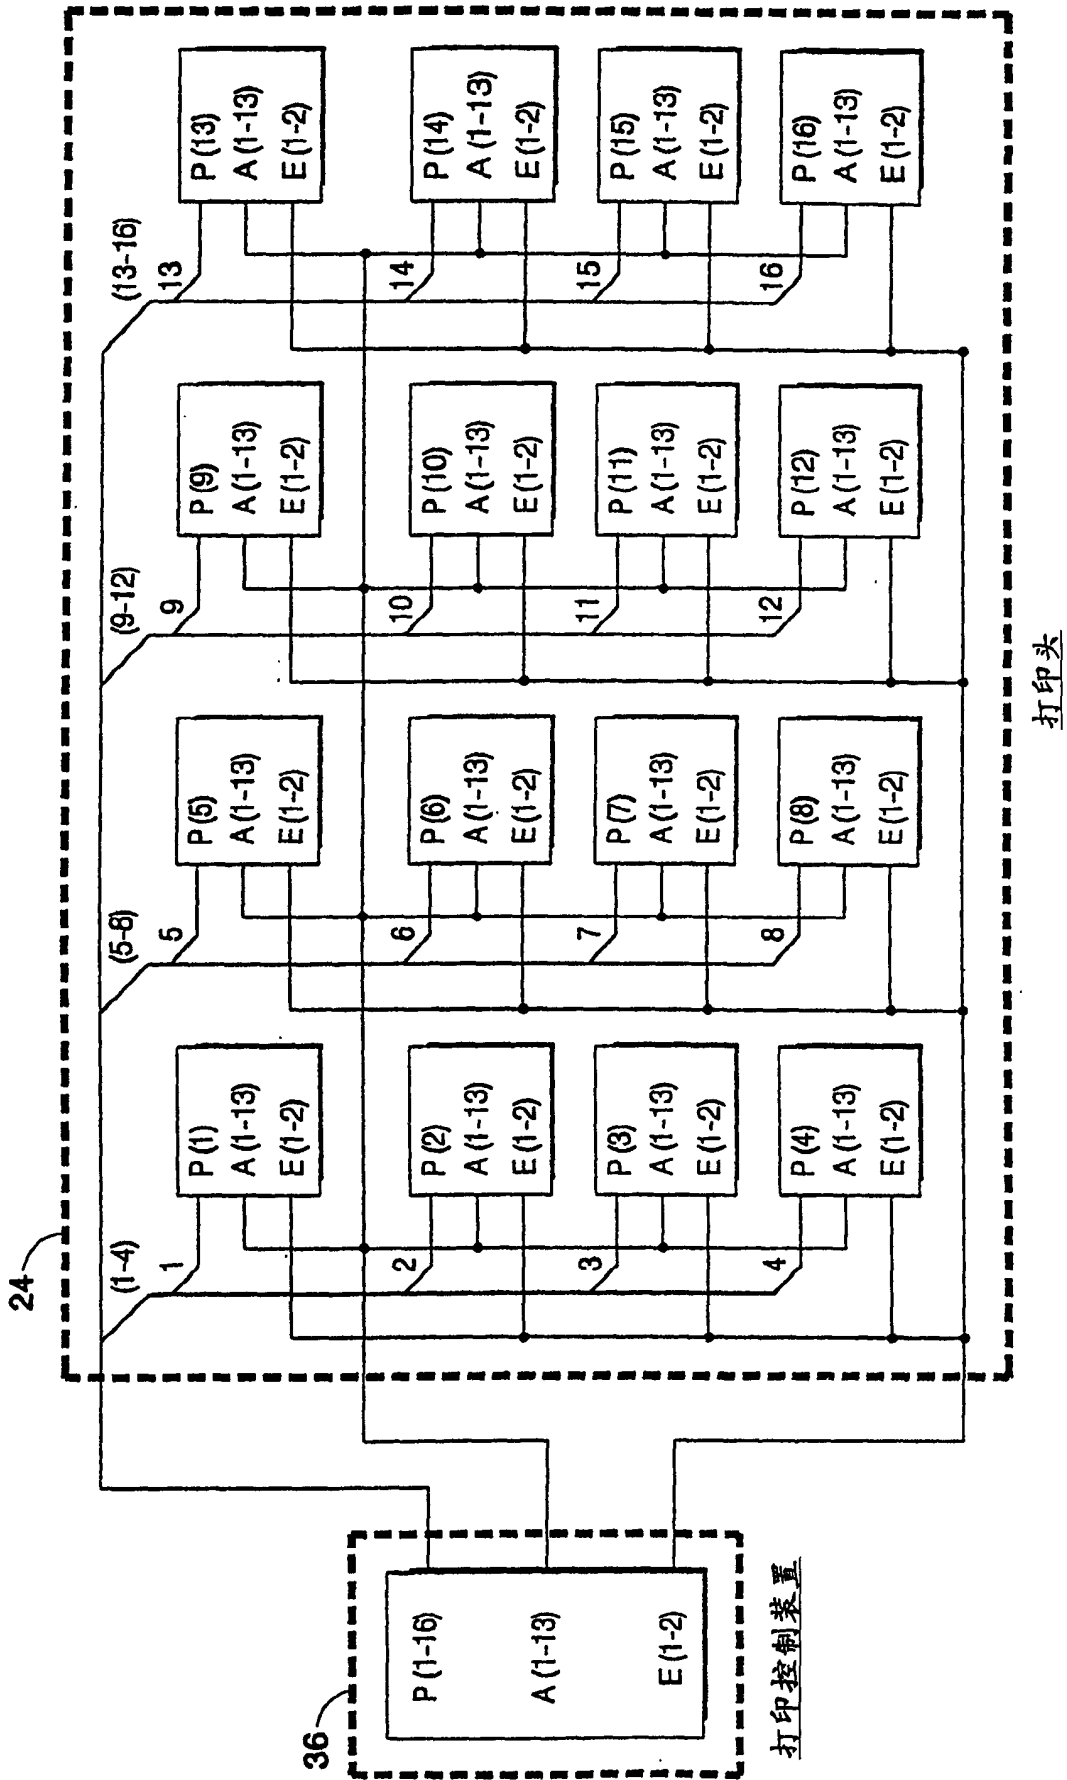 24
(1-4)
(5-8)
(9-12)
(13-16)
1
P(1)
A(1-13)
E(1-2)
5
P(5)
A(1-13)
E(1-2)
9
P(9)
A(1-13)
E(1-2)
13
P(13)
A(1-13)
E(1-2)
2
P(2)
A(1-13)
E(1-2)
6
P(6)
A(1-13)
E(1-2)
10
P(10)
A(1-13)
E(1-2)
14
P(14)
A(1-13)
E(1-2)
3
P(3)
A(1-13)
E(1-2)
7
P(7)
A(1-13)
E(1-2)
11
P(11)
A(1-13)
E(1-2)
15
P(15)
A(1-13)
E(1-2)
4
P(4)
A(1-13)
E(1-2)
8
P(8)
A(1-13)
E(1-2)
12
P(12)
A(1-13)
E(1-2)
16
P(16)
A(1-13)
E(1-2)
打印头
36
P(1-16)
A(1-13)
E(1-2)
打印控制装置